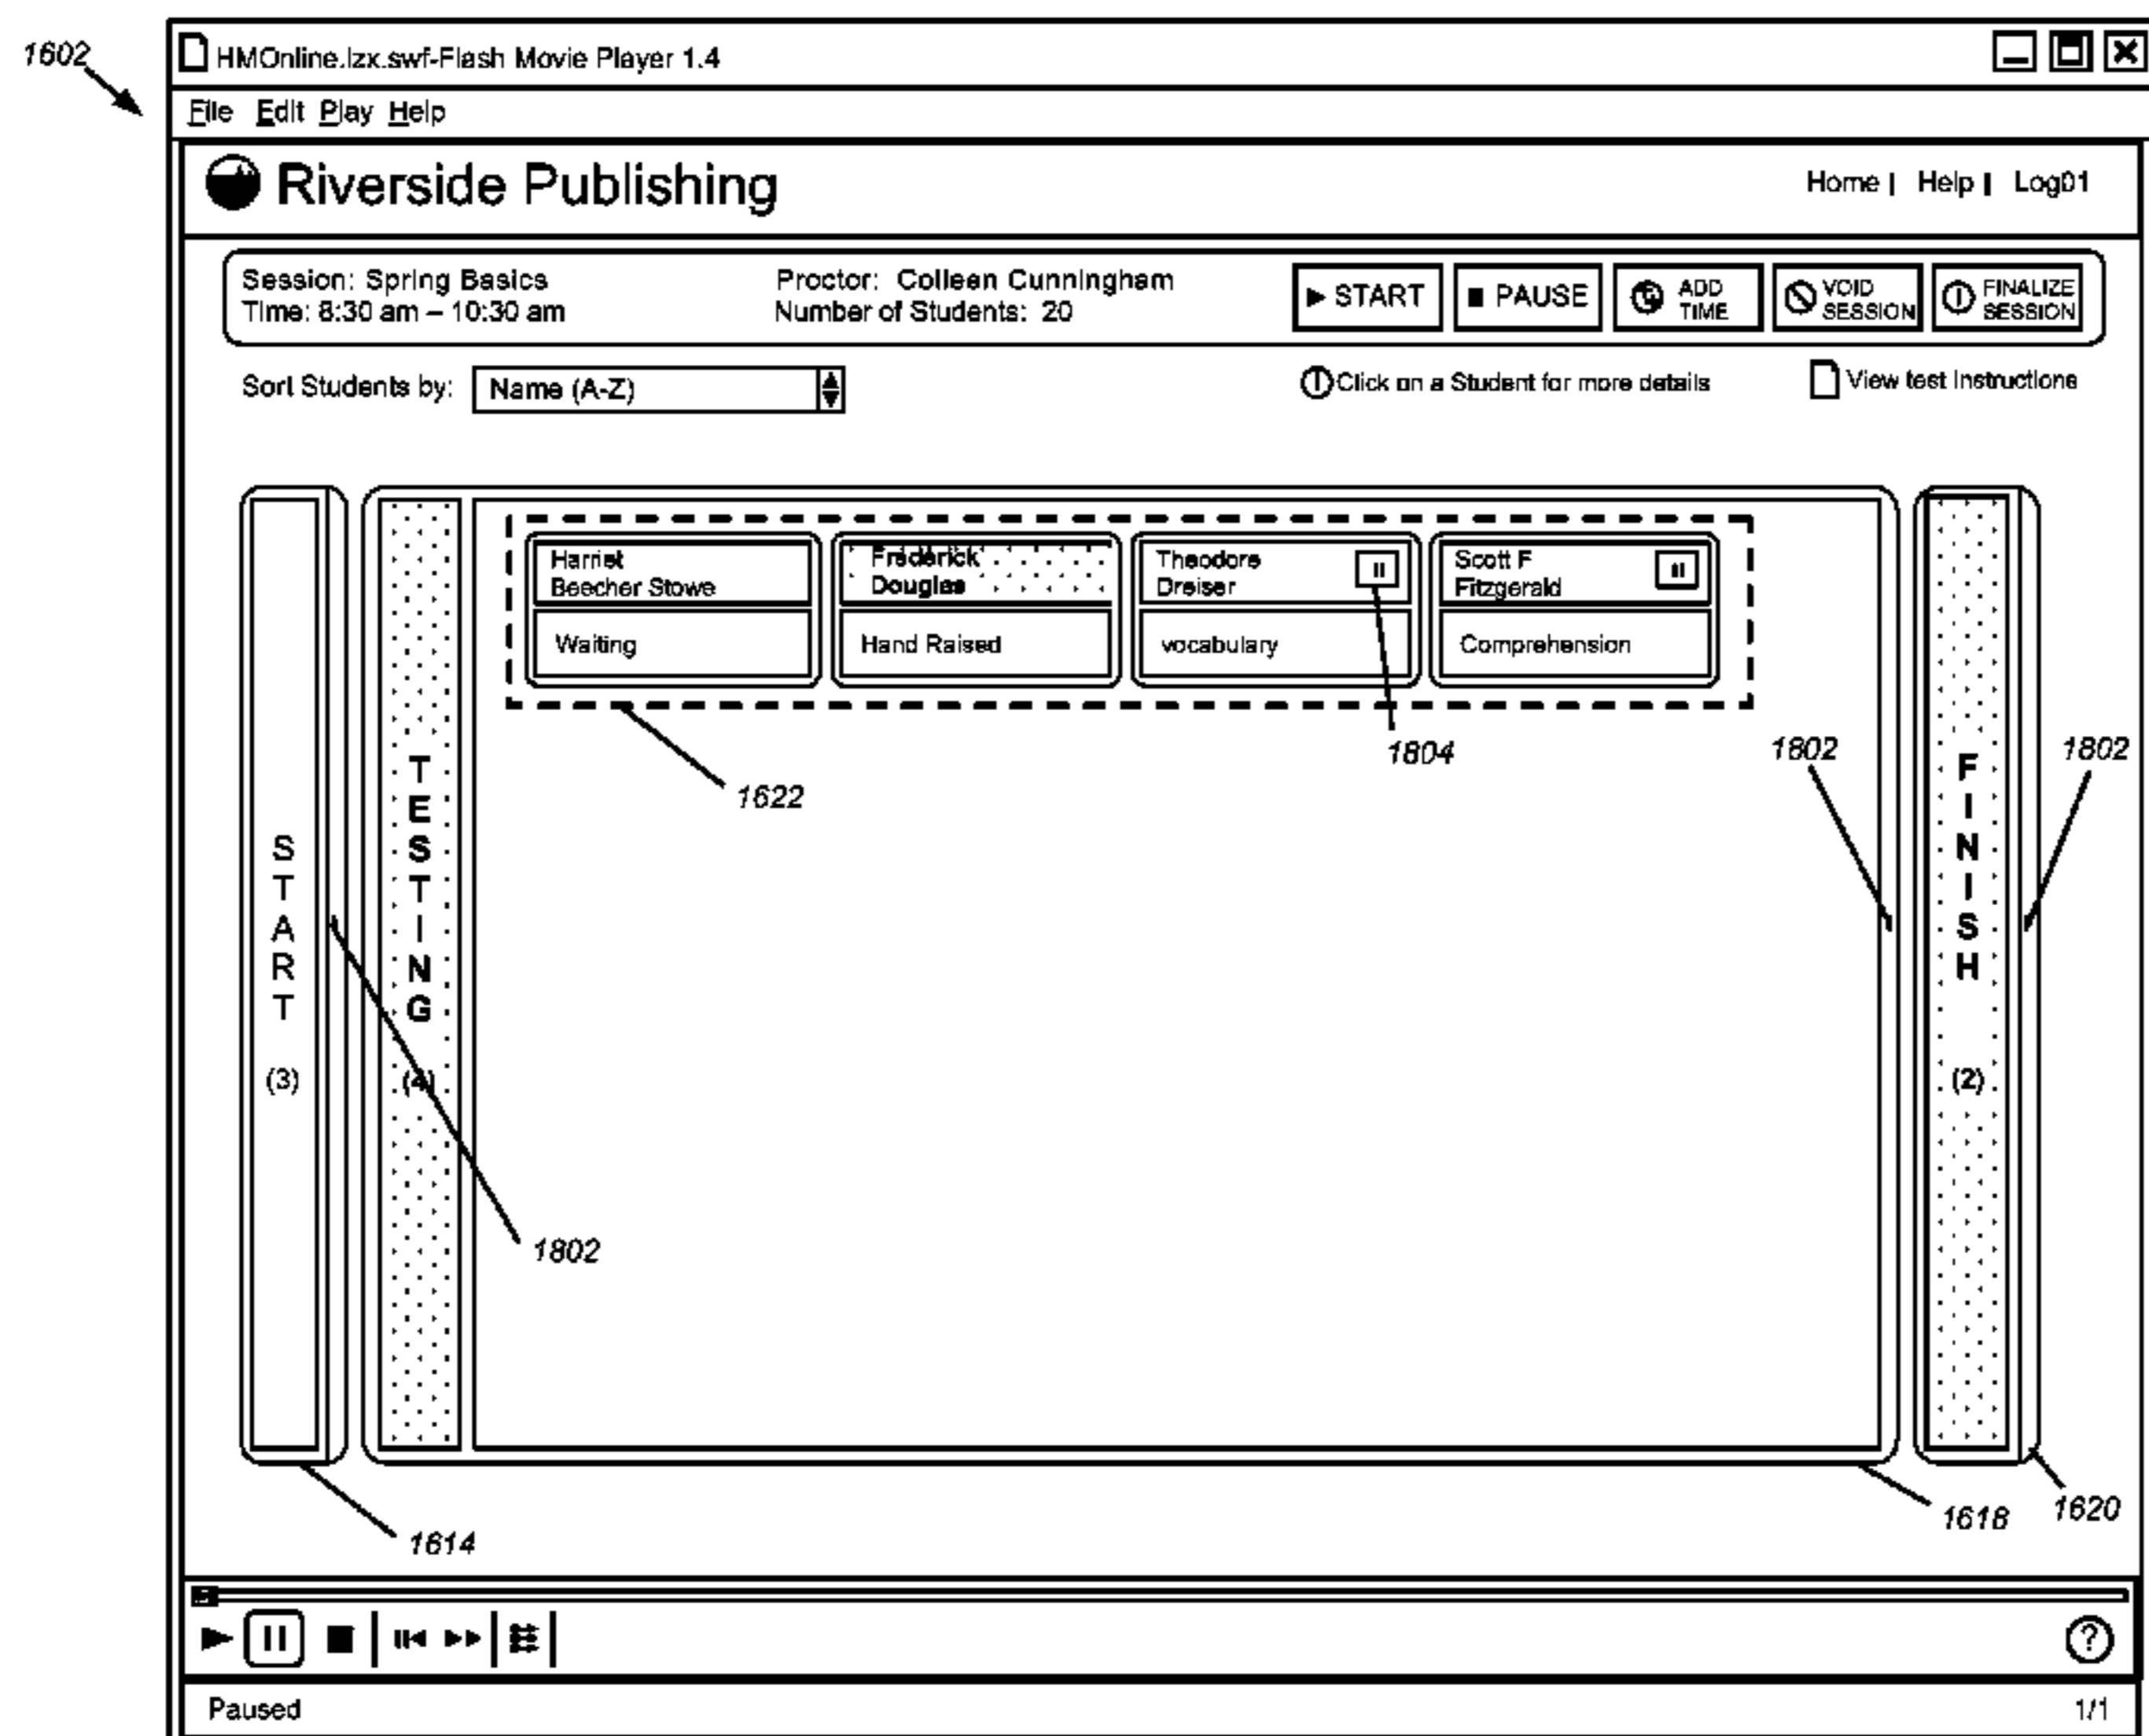 1602
HMOnline.lzx.swf-Flash Movie Player 1.4
File Edit Play Help
Riverside Publishing
Home | Help | Log01
Session: Spring Basics
Time: 8:30 am – 10:30 am
Proctor: Colleen Cunningham
Number of Students: 20
START
PAUSE
ADD
TIME
VOID
SESSION
FINALIZE
SESSION
Sort Students by: Name (A-Z)
Click on a Student for more details
View test Instructions
START
(3)
TESTING
(4)
Harriet
Beecher Stowe
Waiting
Frederick
Douglas
Hand Raised
Theodore
Dreiser
vocabulary
Scott F
Fitzgerald
Comprehension
FINISH
(2)
1622
1804
1802
1802
1802
1614
1618
1620
Paused
1/1